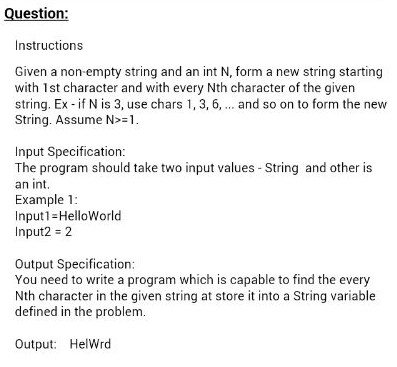 Question:
Instructions
Given a non-empty string and an int N, form a new string starting
with 1st character and with every Nth character of the given
string. Ex - if N is 3, use chars 1, 3, 6, ... and so on to form the new
String. Assume N>=1.
Input Specification:
The program should take two input values - String and other is
an int.
Example 1:
Input1=HelloWorld
Input2 = 2
Output Specification:
You need to write a program which is capable to find the every
Nth character in the given string at store it into a String variable
defined in the problem.
Output: HelWrd